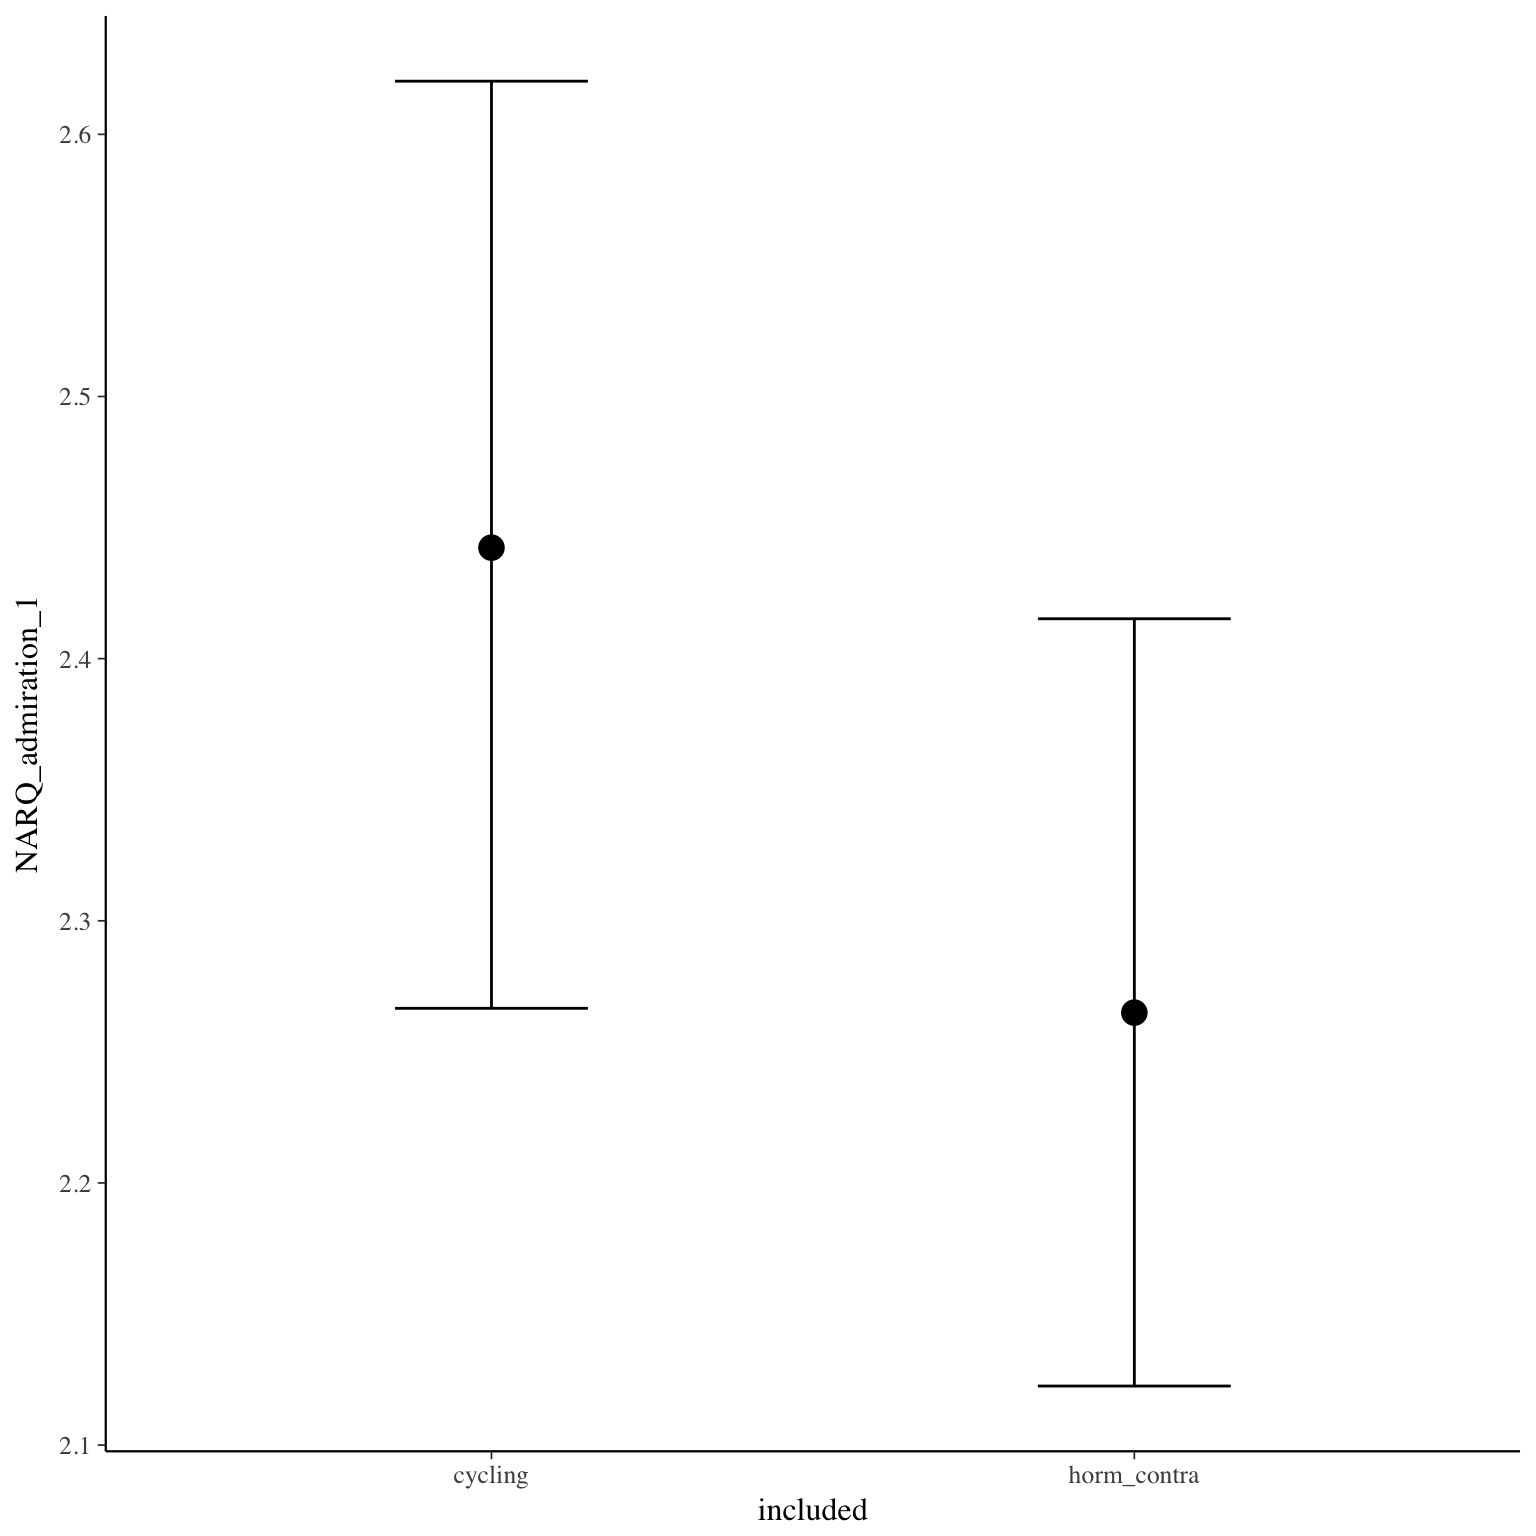 2.6
2.5
2.4
2.3
2.2
2.1
NARQ_admiration_1
cycling
horm_contra
included